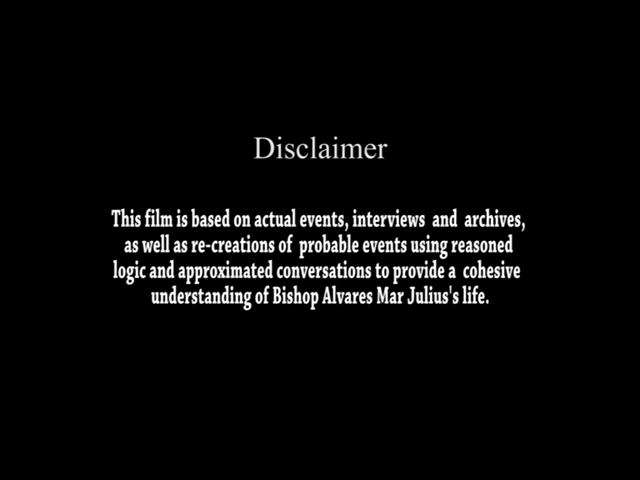 Disclaimer
This film is based on actual events, interviews and archives,
as well as re-creations of probable events using reasoned
logic and approximated conversations to provide a cohesive
understanding of Bishop Alvares Mar Julius's life.